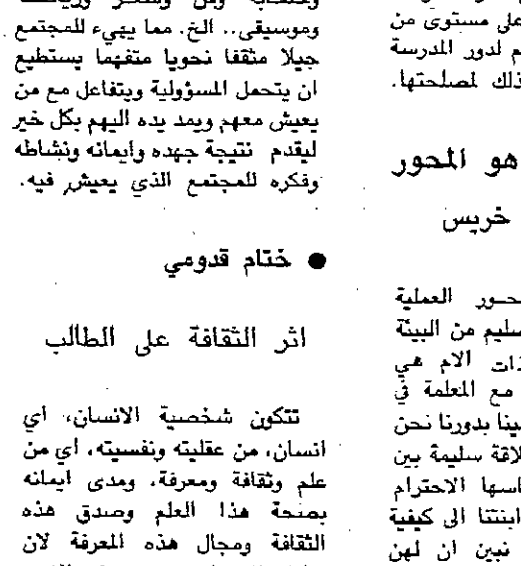 على مستوى من
م لدور المدرسة
ذلك لمصلحتها.
هو المحور
خريس
حور العملية
سليم من البيئة
ذات الام هي
مع المعلمة في
ينا بدورنا نحن
لاقة سليمة بين
اسها الاحترام
ابنتنا الى كيفية
نبين ان لهن
وموسيقى.. الخ. مما يهيء للمجتمع
جيلا مثقفا نحويا متفهما يستطيع
ان يتحمل المسؤولية ويتفاعل مع من
يعيش معهم ويمد يده اليهم بكل خير
ليقدم نتيجة جهده وايمانه ونشاطه
وفكره للمجتمع الذي يعيش فيه.
● ختام قدومي
اثر الثقافة على الطالب
تتكون شخصية الانسان، اي
انسان، من عقليته ونفسيته، اي من
علم وثقافة ومعرفة، ومدى ايمانه
بصحة هذا العلم وصدق هذه
الثقافة ومجال هذه المعرفة لان